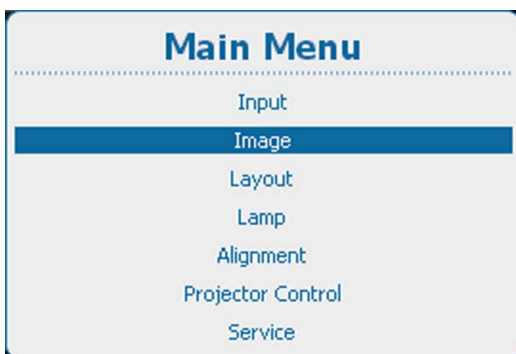 Main Menu
Input
Image
Layout
Lamp
Alignment
Projector Control
Service